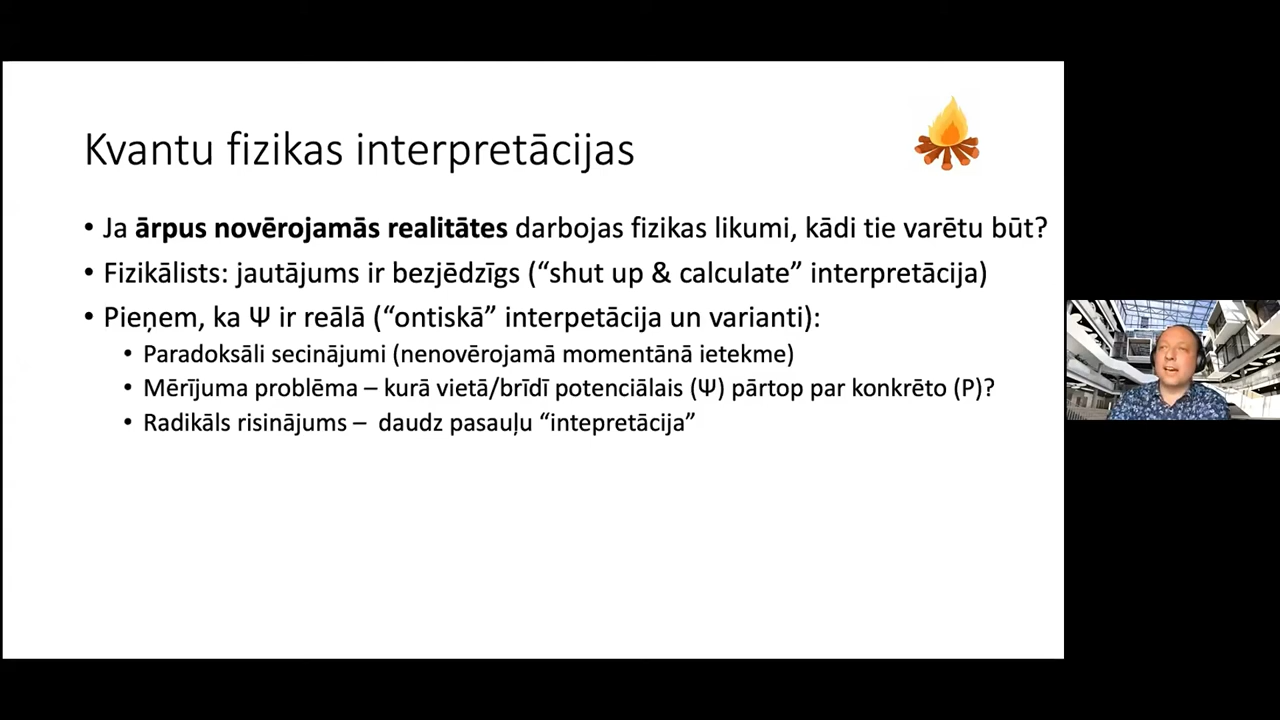 Kvantu fizikas interpretācijas
• Ja ārpus novērojamās realitātes darbojas fizikas likumi, kādi tie varētu būt?
• Fizikālists: jautājums ir bezjēdzīgs (“shut up & calculate” interpretācija)
• Pieņem, ka Ψ ir reālā (“ontiskā” interpetācija un varianti):
• Paradoksāli secinājumi (nenovērojamā momentānā ietekme)
• Mērījuma problēma – kurā vietā/brīdī potenciālais (Ψ) pārtop par konkrēto (P)?
• Radikāls risinājums – daudz pasauļu “intepretācija”